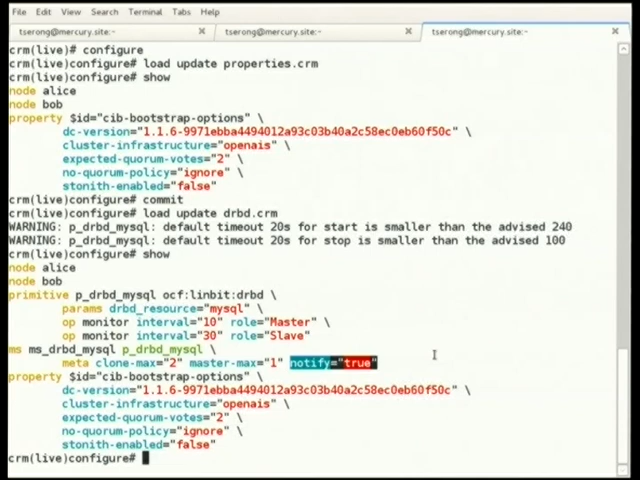 File Edit View Search Terminal Tabs Help
tserong@mercury.site:~ × tserong@mercury.site:~ × tserong@mercury.site:~ ×
crm(live)# configure
crm(live)configure# load update properties.crm
crm(live)configure# show
node alice
node bob
property $id="cib-bootstrap-options" \
dc-version="1.1.6-9971ebba4494012a93c03b40a2c58ec0eb60f50c" \
cluster-infrastructure="openais" \
expected-quorum-votes="2" \
no-quorum-policy="ignore" \
stonith-enabled="false"
crm(live)configure# commit
crm(live)configure# load update drbd.crm
WARNING: p_drbd_mysql: default timeout 20s for start is smaller than the advised 240
WARNING: p_drbd_mysql: default timeout 20s for stop is smaller than the advised 100
crm(live)configure# show
node alice
node bob
primitive p_drbd_mysql ocf:linbit:drbd \
params drbd_resource="mysql" \
op monitor interval="10" role="Master" \
op monitor interval="30" role="Slave"
ms ms_drbd_mysql p_drbd_mysql \
meta clone-max="2" master-max="1" notify="true"
property $id="cib-bootstrap-options" \
dc-version="1.1.6-9971ebba4494012a93c03b40a2c58ec0eb60f50c" \
cluster-infrastructure="openais" \
expected-quorum-votes="2" \
no-quorum-policy="ignore" \
stonith-enabled="false"
crm(live)configure#